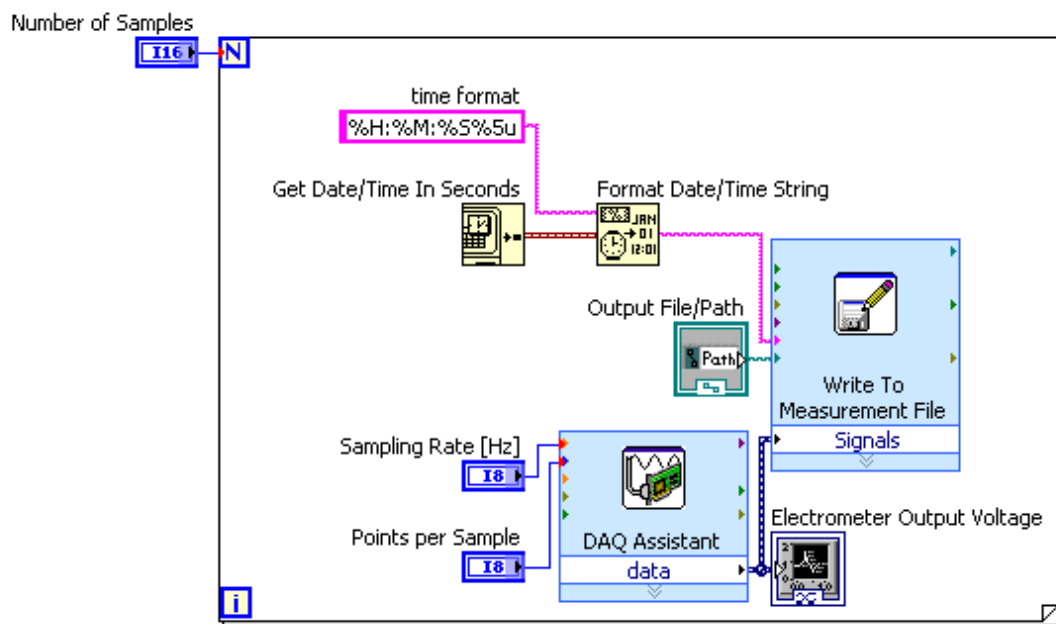 Number of Samples
I16
N
time format
%H:%M:%S%5u
Get Date/Time In Seconds
Format Date/Time String
JAN
01
12:01
Output File/Path
Path
Write To
Measurement File
Signals
Sampling Rate [Hz]
I8
Points per Sample
I8
DAQ Assistant
data
Electrometer Output Voltage
i